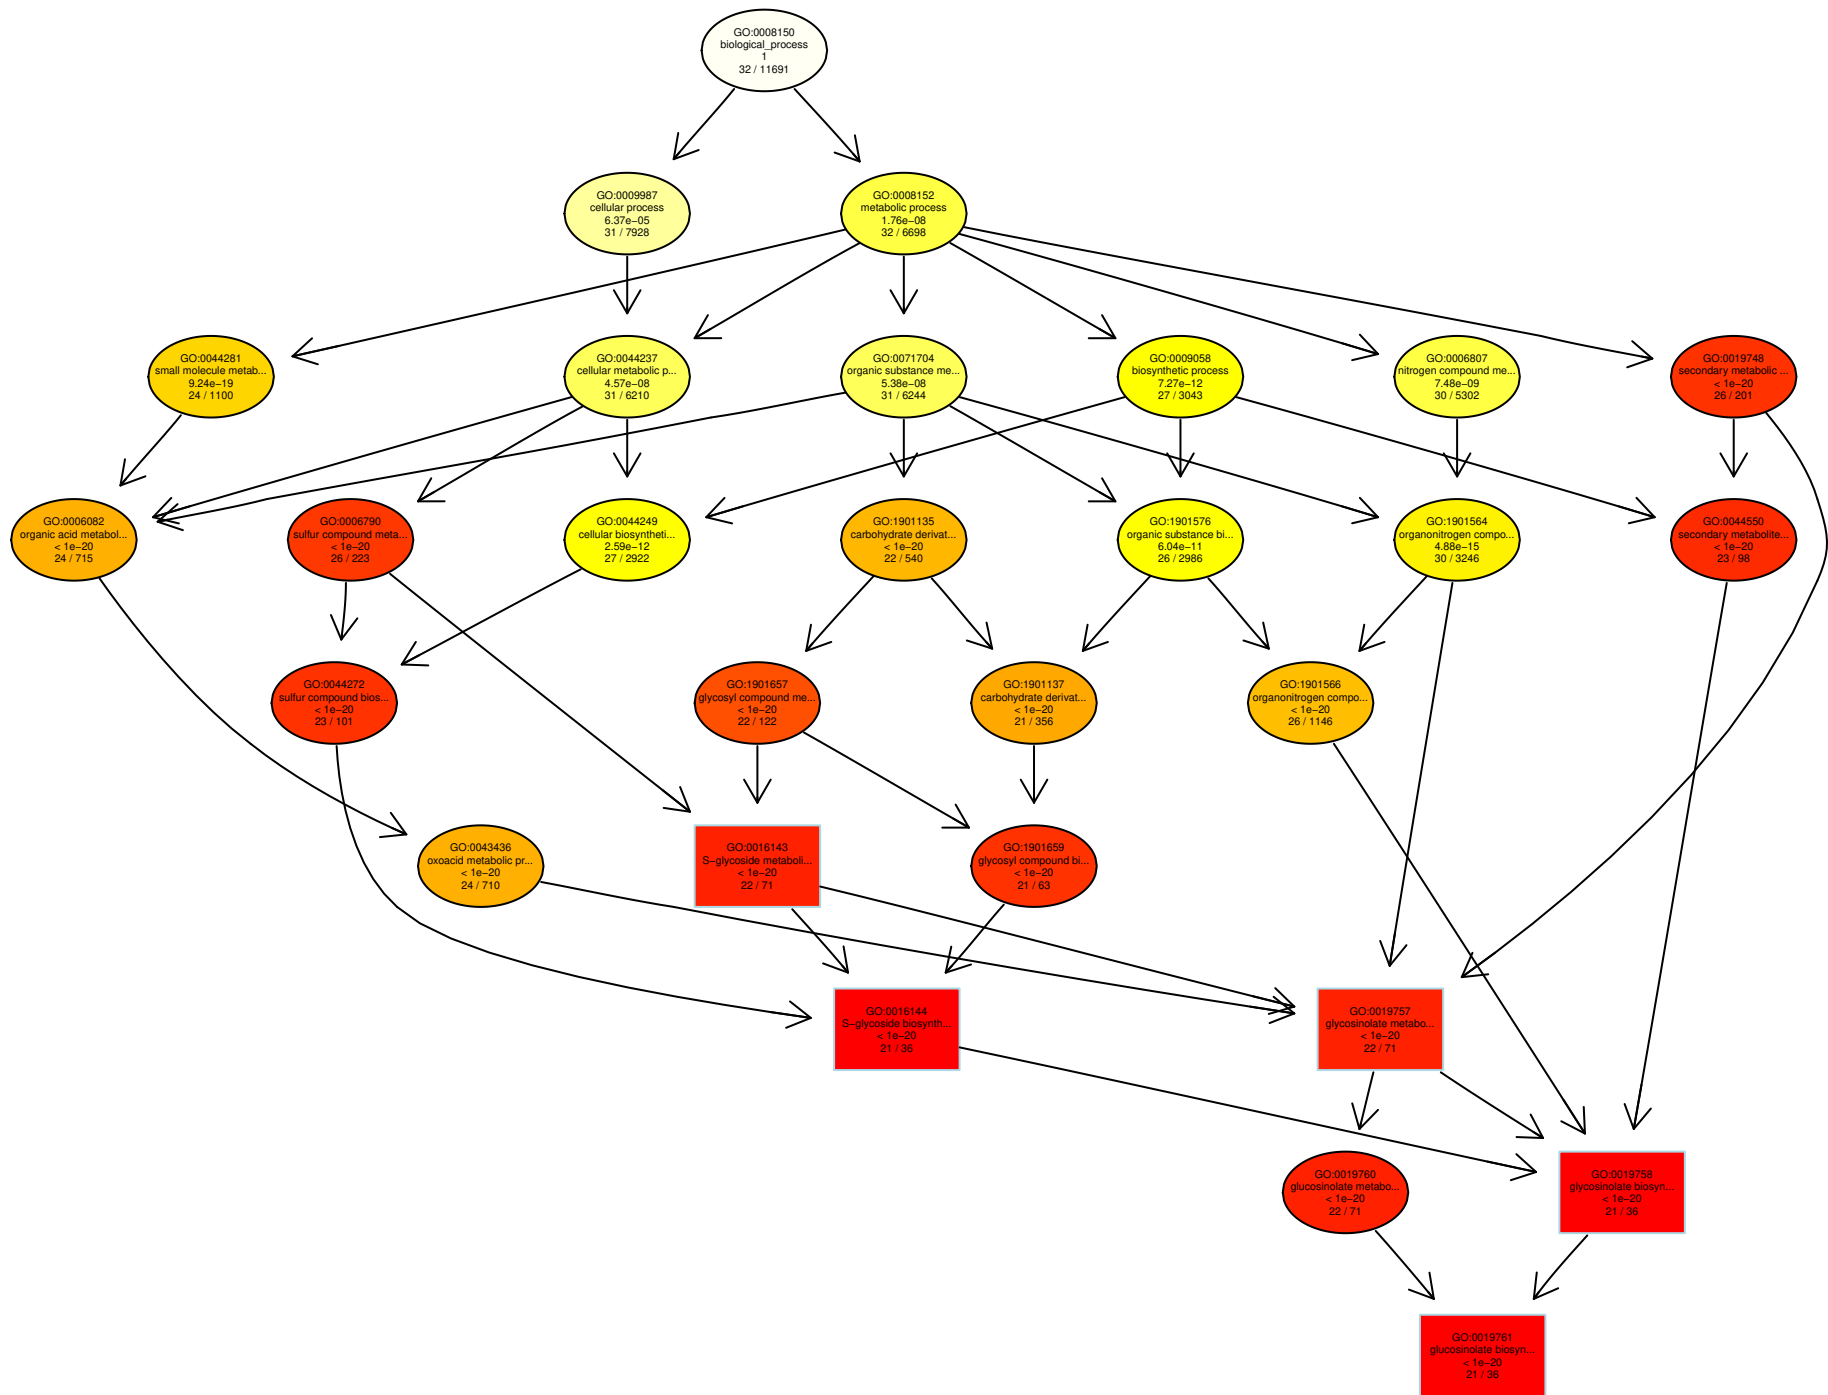 GO:0008150
biological_process
1
32 / 11691
GO:0009987
cellular process
6.37e−05
31 / 7928
GO:0008152
metabolic process
1.76e−08
32 / 6698
GO:0044281
small molecule metab...
9.24e−19
24 / 1100
GO:0044237
cellular metabolic p...
4.57e−08
31 / 6210
GO:0071704
organic substance me...
5.38e−08
31 / 6244
GO:0009058
biosynthetic process
7.27e−12
27 / 3043
GO:0006807
nitrogen compound me...
7.48e−09
30 / 5302
GO:0019748
secondary metabolic ...
< 1e−20
26 / 201
GO:0006082
organic acid metabol...
< 1e−20
24 / 715
GO:0006790
sulfur compound meta...
< 1e−20
26 / 223
GO:0044249
cellular biosyntheti...
2.59e−12
27 / 2922
GO:1901135
carbohydrate derivat...
< 1e−20
22 / 540
GO:1901576
organic substance bi...
6.04e−11
26 / 2986
GO:1901564
organonitrogen compo...
4.88e−15
30 / 3246
GO:0044550
secondary metabolite...
< 1e−20
23 / 98
GO:0044272
sulfur compound bios...
< 1e−20
23 / 101
GO:1901657
glycosyl compound me...
< 1e−20
22 / 122
GO:1901137
carbohydrate derivat...
< 1e−20
21 / 356
GO:1901566
organonitrogen compo...
< 1e−20
26 / 1146
GO:0043436
oxoacid metabolic pr...
< 1e−20
24 / 710
GO:0016143
S−glycoside metaboli...
< 1e−20
22 / 71
GO:1901659
glycosyl compound bi...
< 1e−20
21 / 63
GO:0016144
S−glycoside biosynth...
< 1e−20
21 / 36
GO:0019757
glycosinolate metabo...
< 1e−20
22 / 71
GO:0019760
glucosinolate metabo...
< 1e−20
22 / 71
GO:0019758
glycosinolate biosyn...
< 1e−20
21 / 36
GO:0019761
glucosinolate biosyn...
< 1e−20
21 / 36